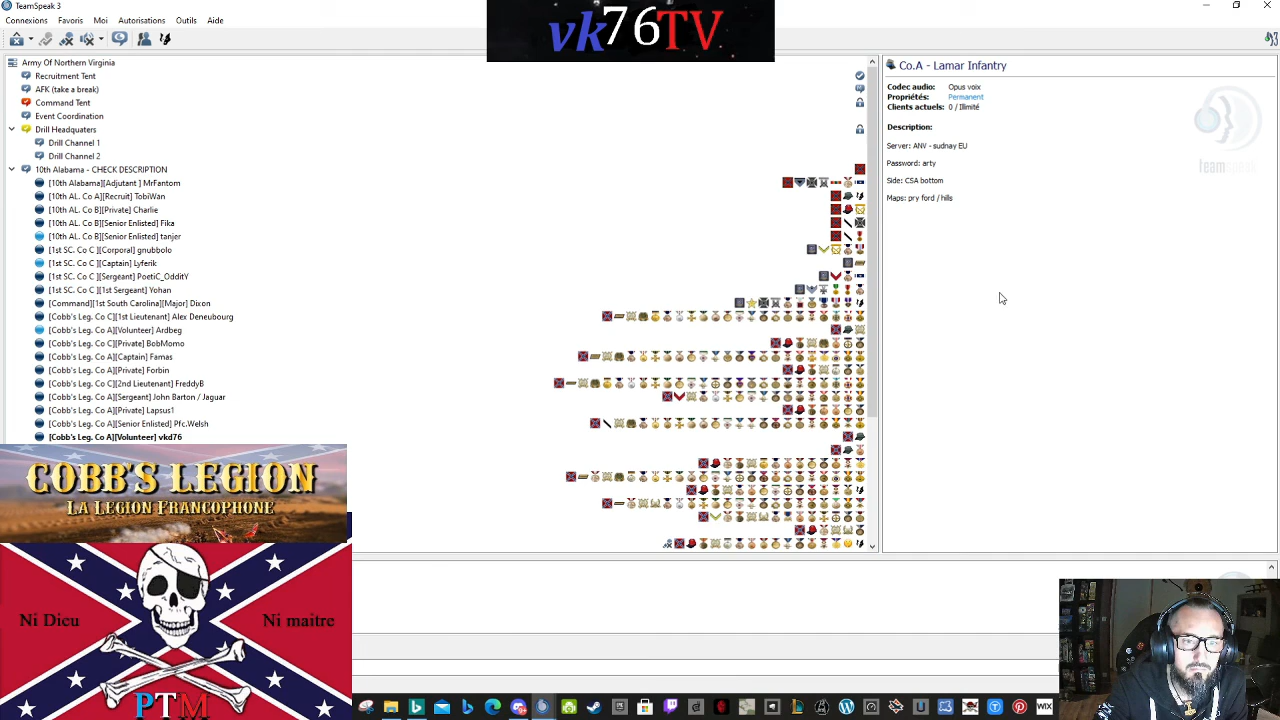 TeamSpeak 3
Connexions Favoris Moi Autorisations Outils Aide
vk76TV
Army Of Northern Virginia
Recruitment Tent
AFK (take a break)
Command Tent
Event Coordination
Drill Headquaters
Drill Channel 1
Drill Channel 2
10th Alabama - CHECK DESCRIPTION
[10th Alabama][Adjutant ] MrFantom
[10th AL. Co A][Recruit] TobiWan
[10th AL. Co B][Private] Charlie
[10th AL. Co B][Senior Enlisted] Fika
[10th AL. Co B][Senior Enlisted] tanjer
[1st SC. Co C ][Corporal] gnubbolo
[1st SC. Co C ][Captain] Lyferik
[1st SC. Co C ][Sergeant] PoetiC_OdditY
[1st SC. Co C ][1st Sergeant] Yohan
[Command][1st South Carolina][Major] Dixon
[Cobb's Leg. Co C][1st Lieutenant] Alex Deneubourg
[Cobb's Leg. Co A][Volunteer] Ardbeg
[Cobb's Leg. Co C][Private] BobMomo
[Cobb's Leg. Co A][Captain] Famas
[Cobb's Leg. Co A][Private] Forbin
[Cobb's Leg. Co C][2nd Lieutenant] FreddyB
[Cobb's Leg. Co A][Sergeant] John Barton / Jaguar
[Cobb's Leg. Co A][Private] Lapsus1
[Cobb's Leg. Co A][Senior Enlisted] Pfc.Welsh
[Cobb's Leg. Co A][Volunteer] vkd76
Co.A - Lamar Infantry
Codec audio: Opus voix
Propriétés: Permanent
Clients actuels: 0 / Illimité
Description:
Server: ANV - sudnay EU
Password: arty
Side: CSA bottom
Maps: pry ford / hills
teamspeak
COBB'S LEGION
LA LEGION FRANCOPHONE
Ni Dieu Ni maitre
PTM
WIX